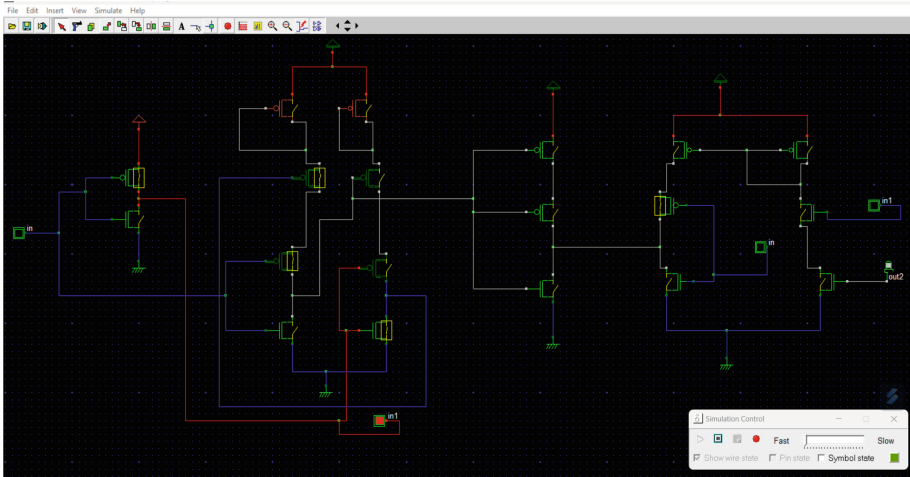 File Edit Insert View Simulate Help
A
in
in1
in
in1
out2
Simulation Control
Fast
Slow
Show wire state
Pin state
Symbol state